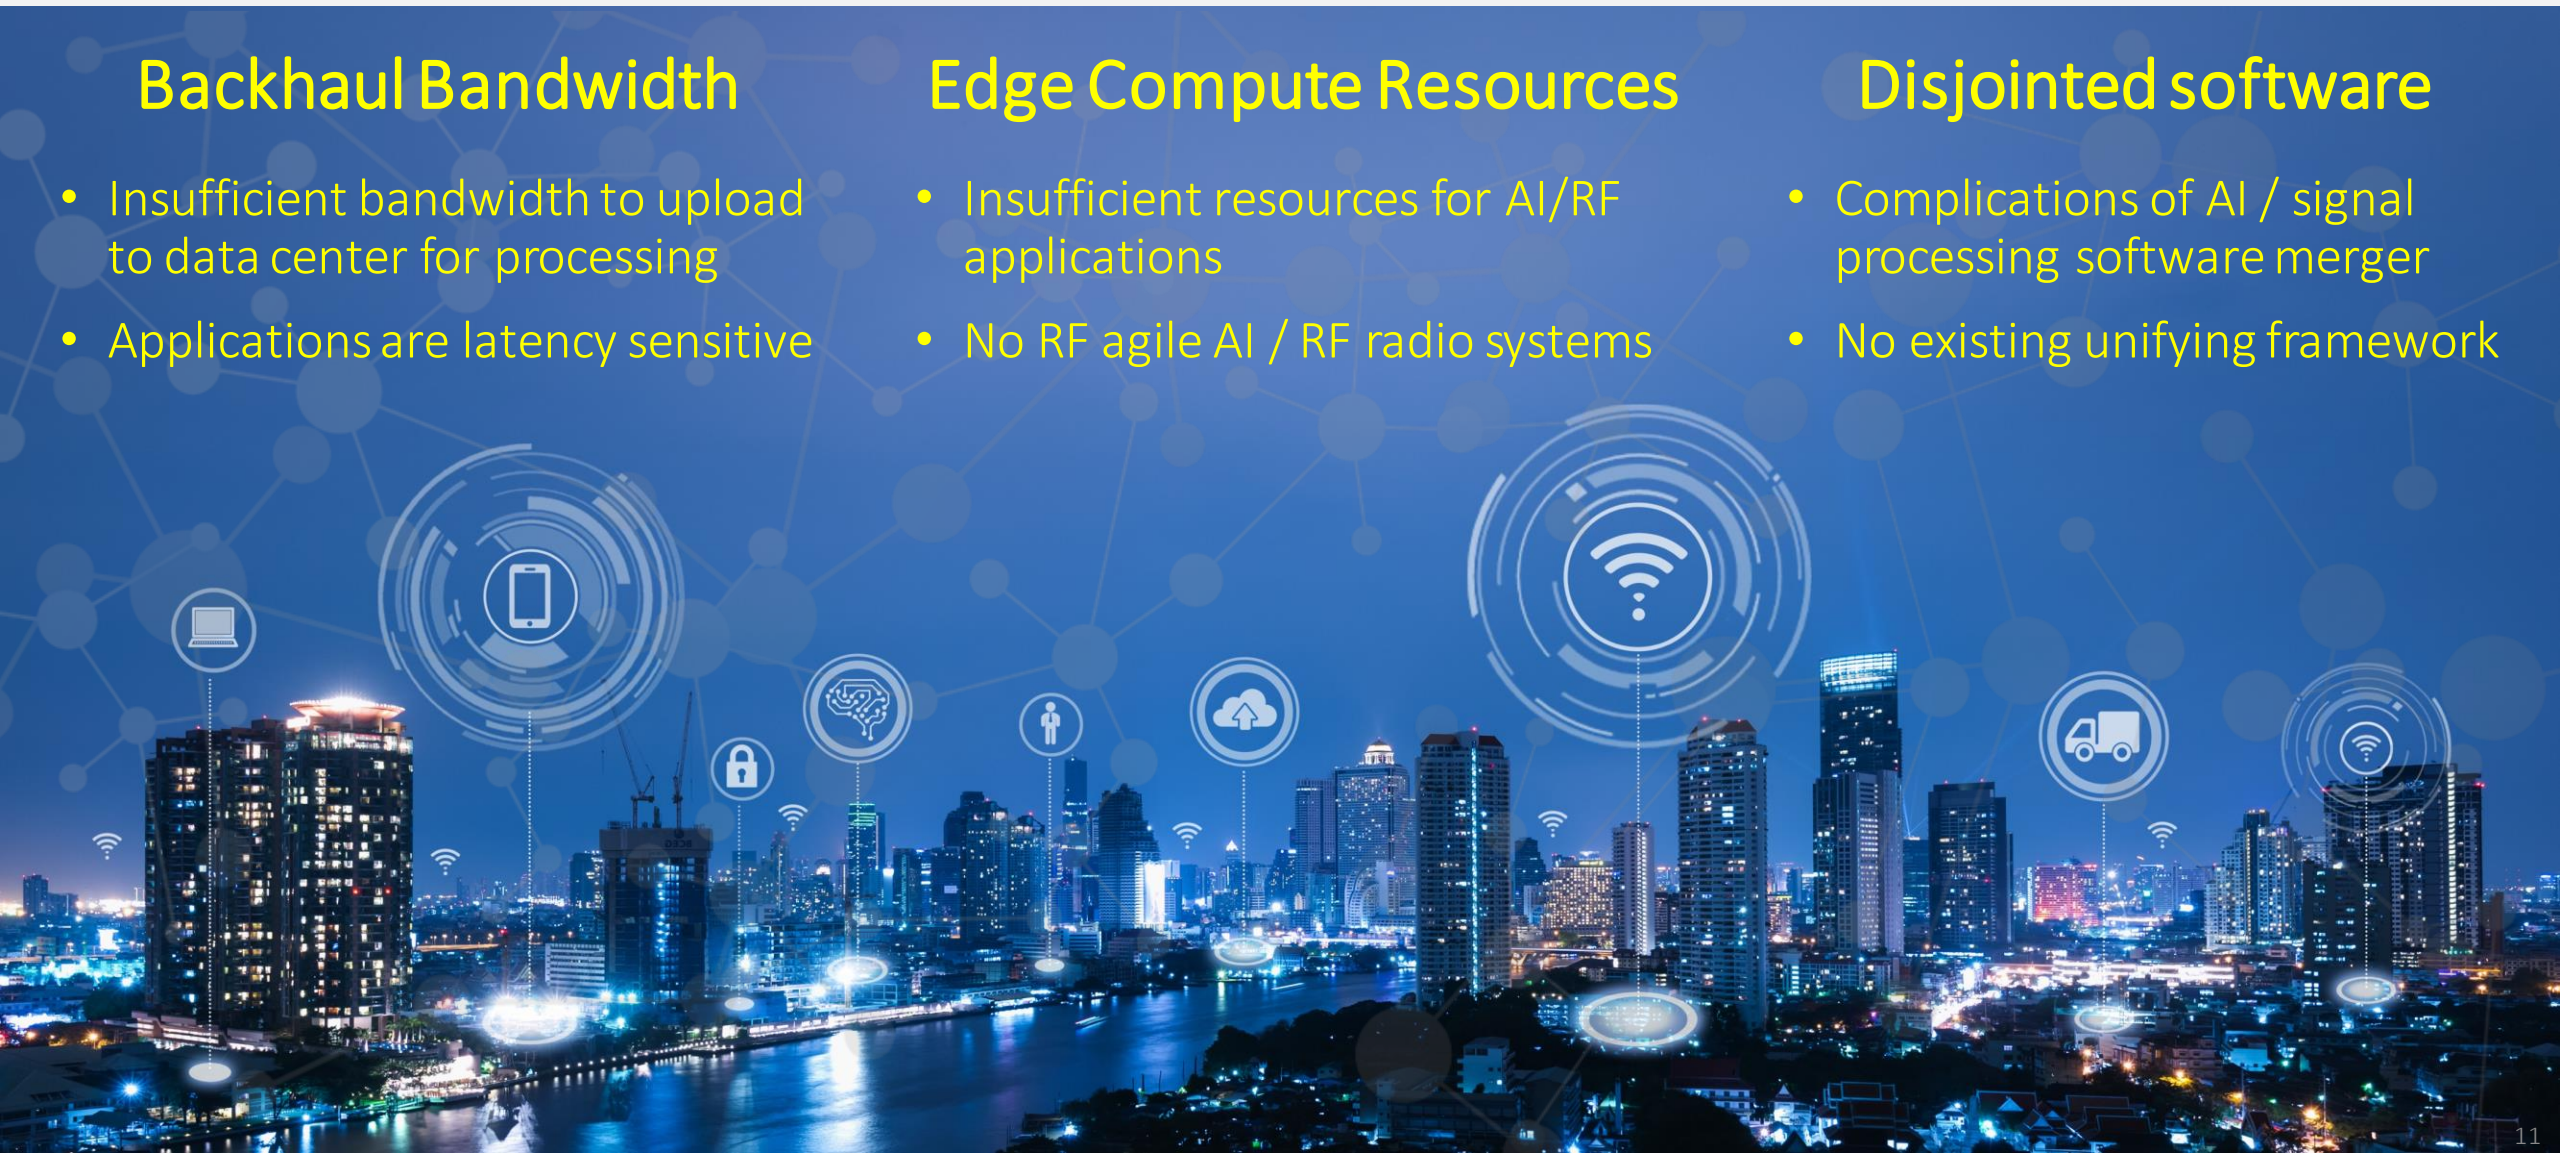 Backhaul Bandwidth
• Insufficient bandwidth to upload
to data center for processing
• Applications are latency sensitive
Edge Compute Resources
• Insufficient resources for AI/RF
applications
• No RF agile AI / RF radio systems
Disjointed software
• Complications of AI / signal
processing software merger
• No existing unifying framework
11